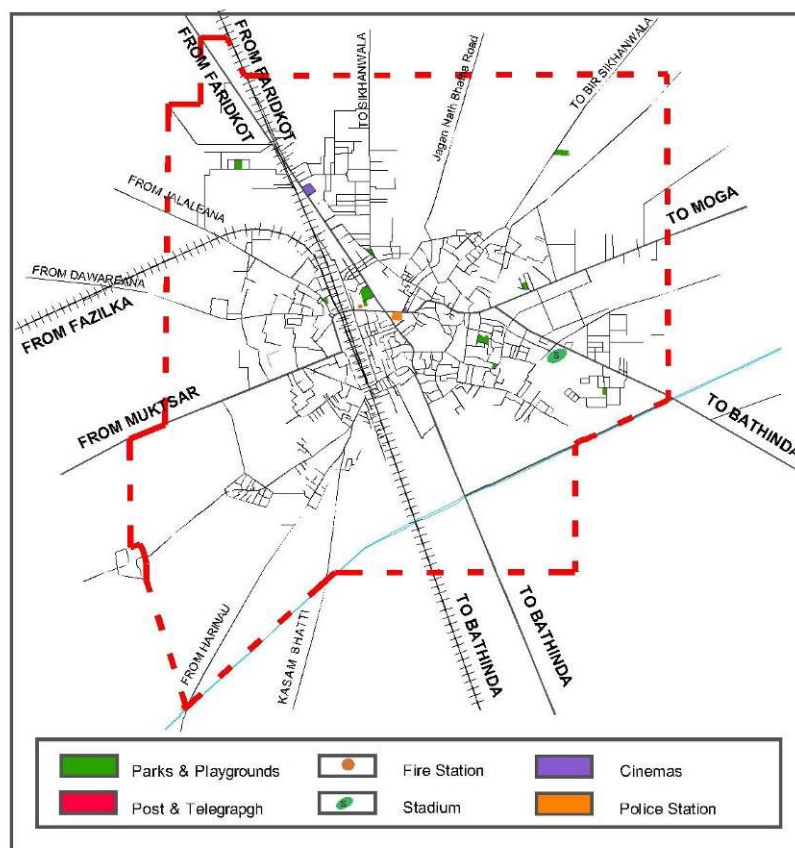 FROM FARIDKOT
FROM FARIDKOT
TO SIKHANWALA
Jagan Nath Bhatha Road
TO BIR SIKHANWALA
FROM JALALEANA
TO MOGA
FROM DAWAREANA
FROM FAZILKA
FROM MUKTSAR
S
TO BATHINDA
FROM HARINAU
KASAM BHATTI
TO BATHINDA
TO BATHINDA
Parks & Playgrounds
Fire Station
Cinemas
Post & Telegrapgh
S
Stadium
Police Station